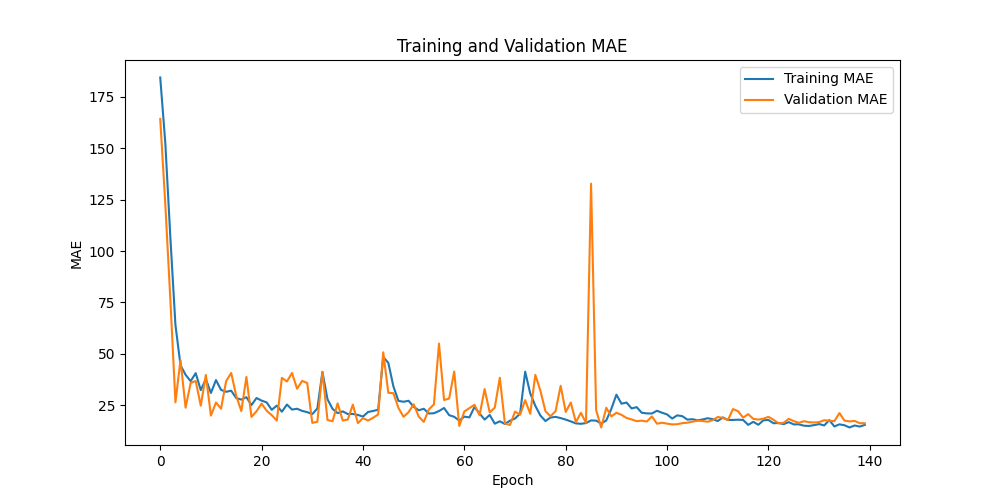 Training and Validation MAE
Training MAE
Validation MAE
MAE
175
150
125
100
75
50
25
0 20 40 60 80 100 120 140
Epoch